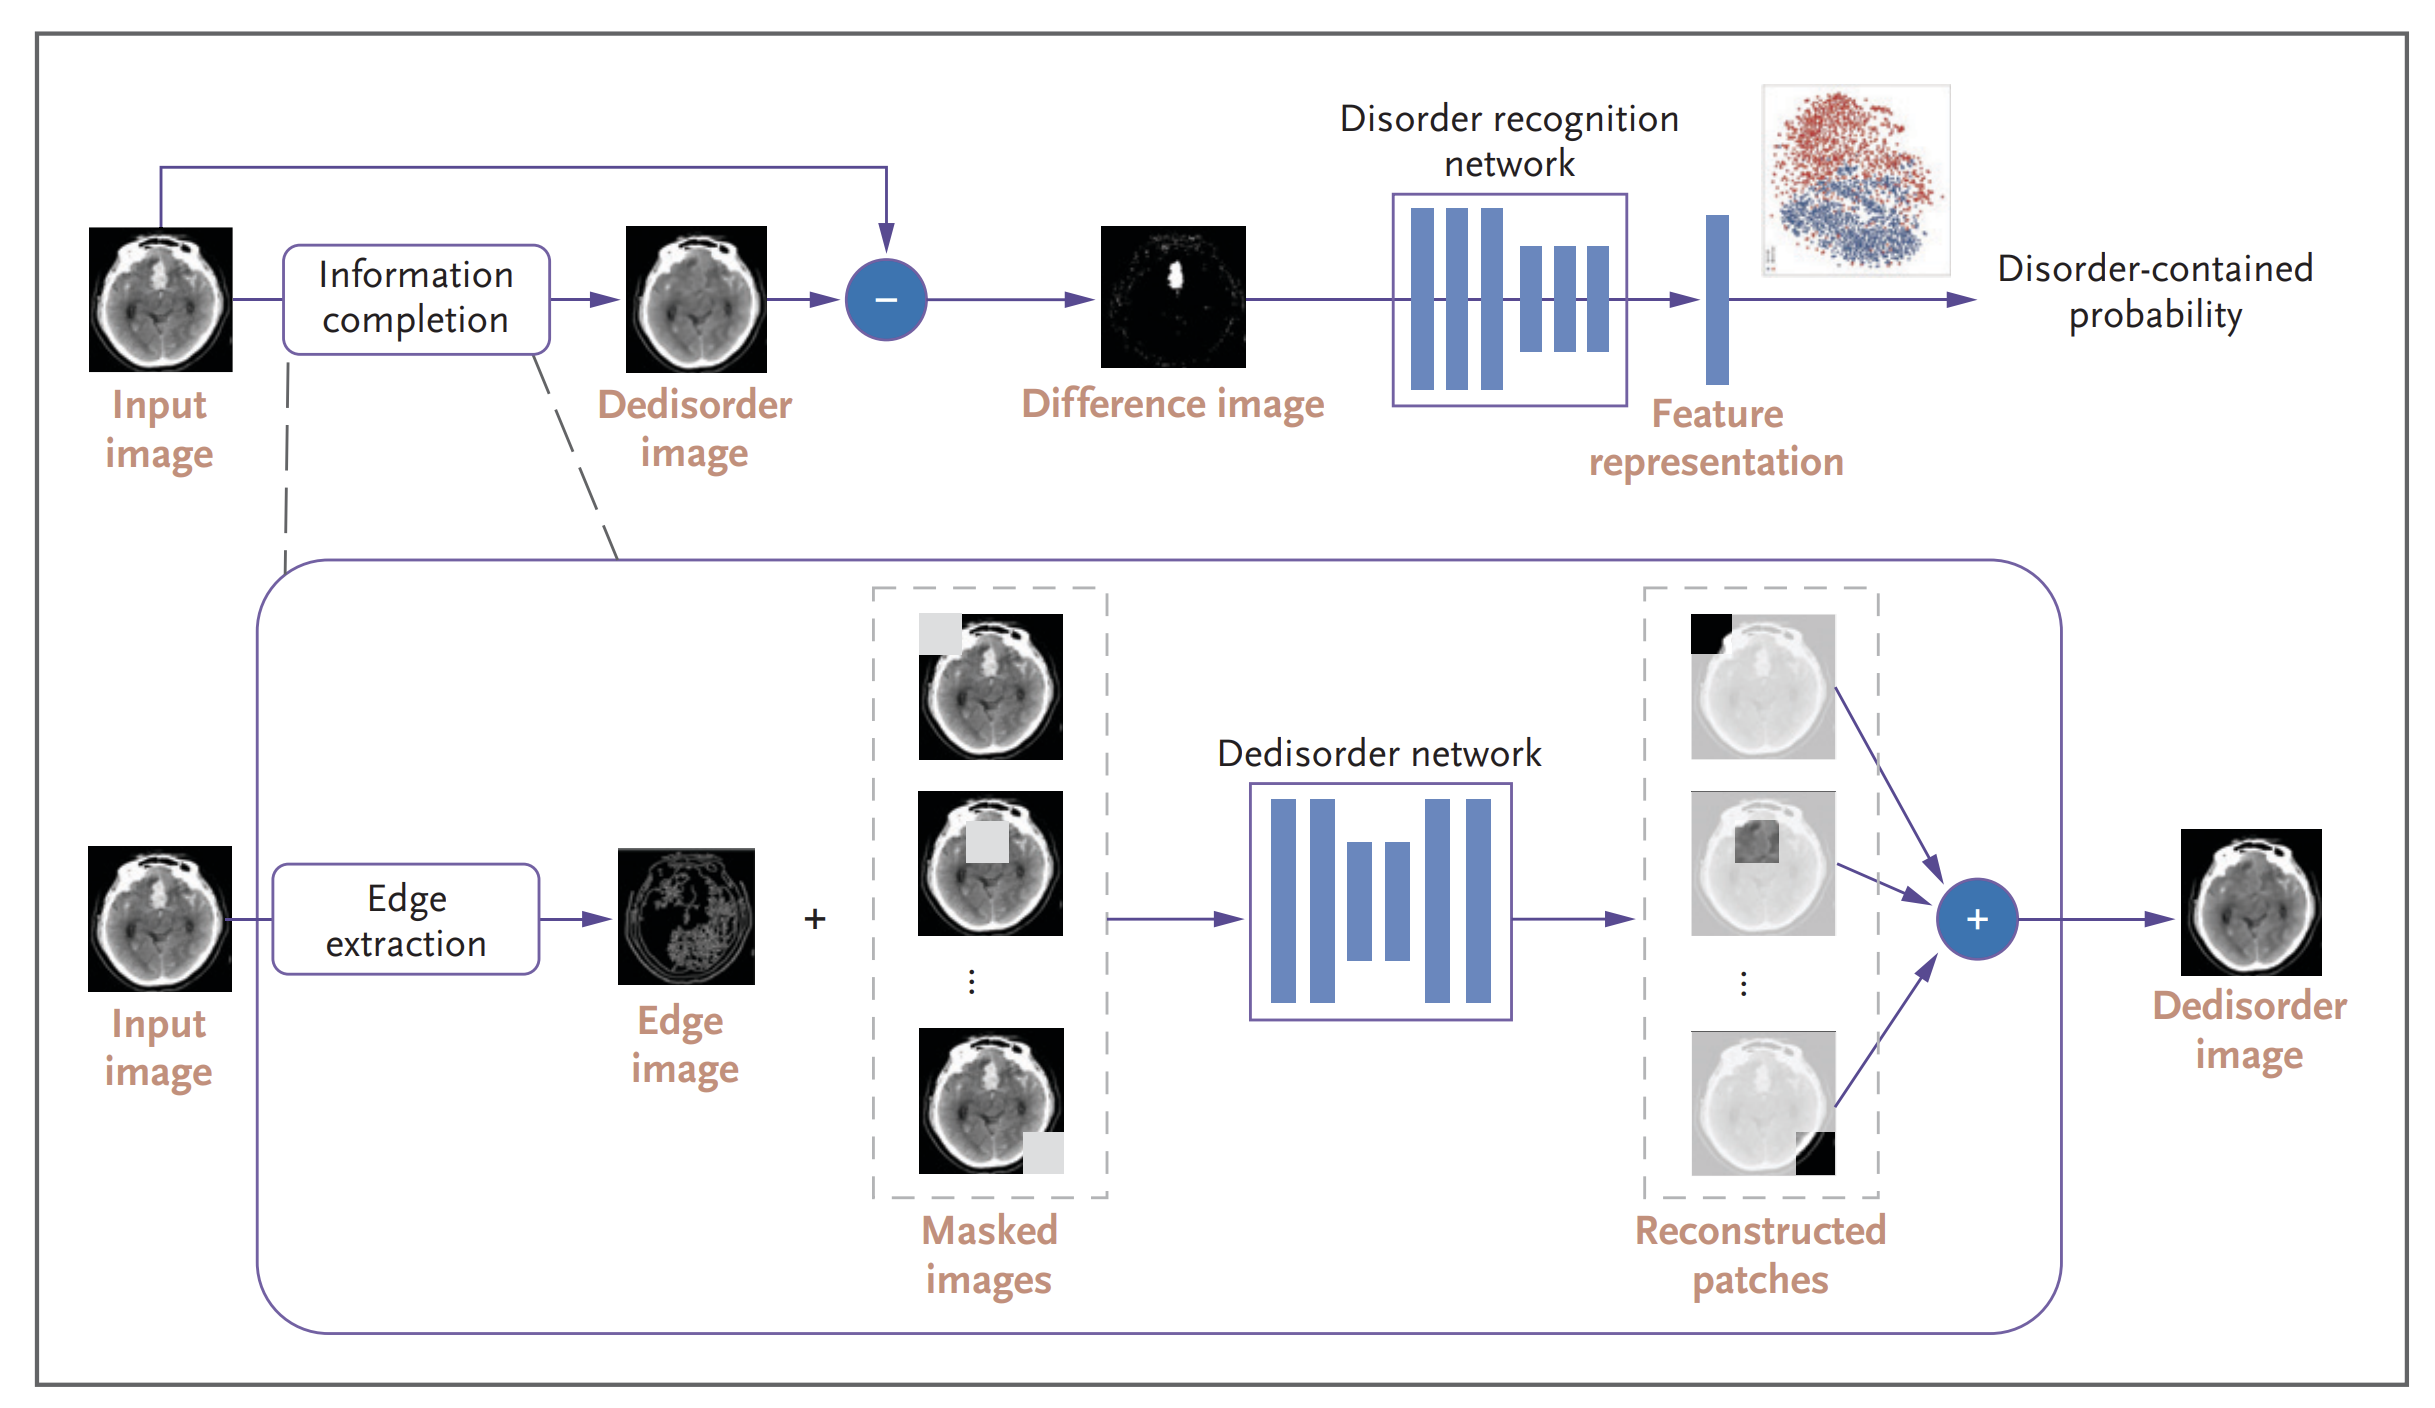 Disorder recognition
network
Information
completion
−
Disorder-contained
probability
Input
image
Dedisorder
image
Difference image
Feature
representation
Dedisorder network
Edge
extraction
+
⋮
⋮
+
Input
image
Edge
image
Dedisorder
image
Masked
images
Reconstructed
patches